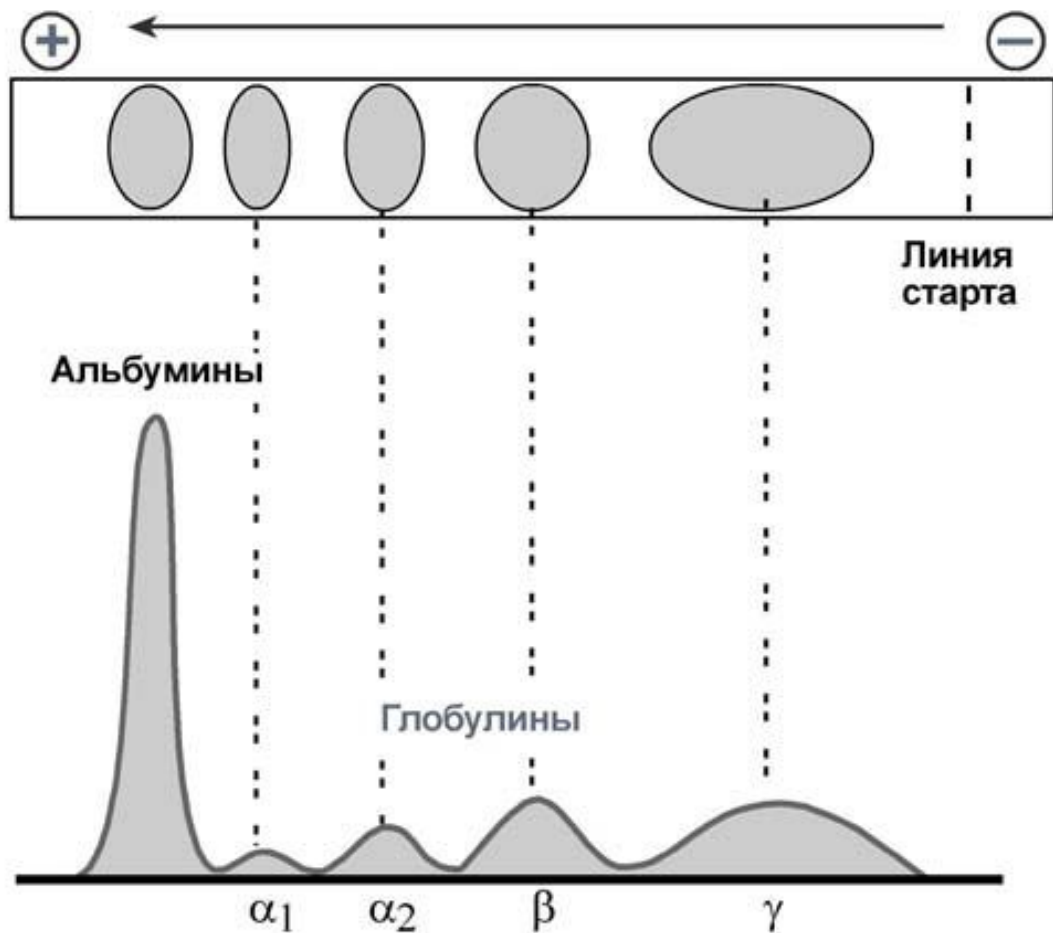 + −
Линия
старта
Альбумины
Глобулины
α1 α2 β γ